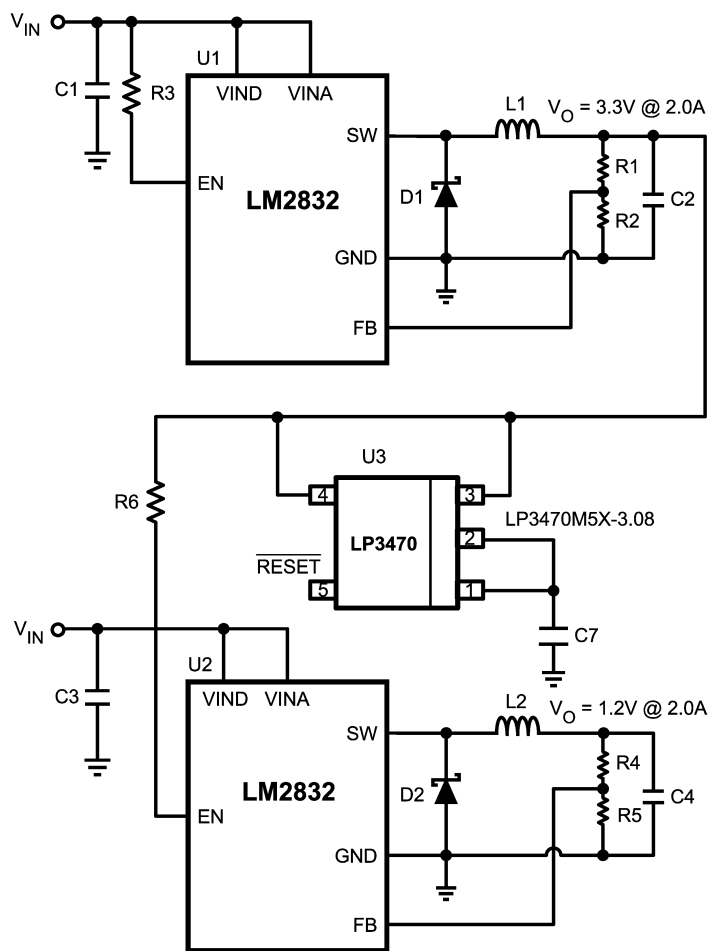 VIN
U1
C1
R3
VIND VINA
L1
VO = 3.3V @ 2.0A
SW
R1
EN
LM2832
D1
C2
R2
GND
FB
U3
R6
4
3
LP3470M5X-3.08
2
LP3470
RESET
5
1
VIN
C7
U2
C3
VIND VINA
L2
VO = 1.2V @ 2.0A
SW
R4
LM2832
D2
C4
EN
R5
GND
FB